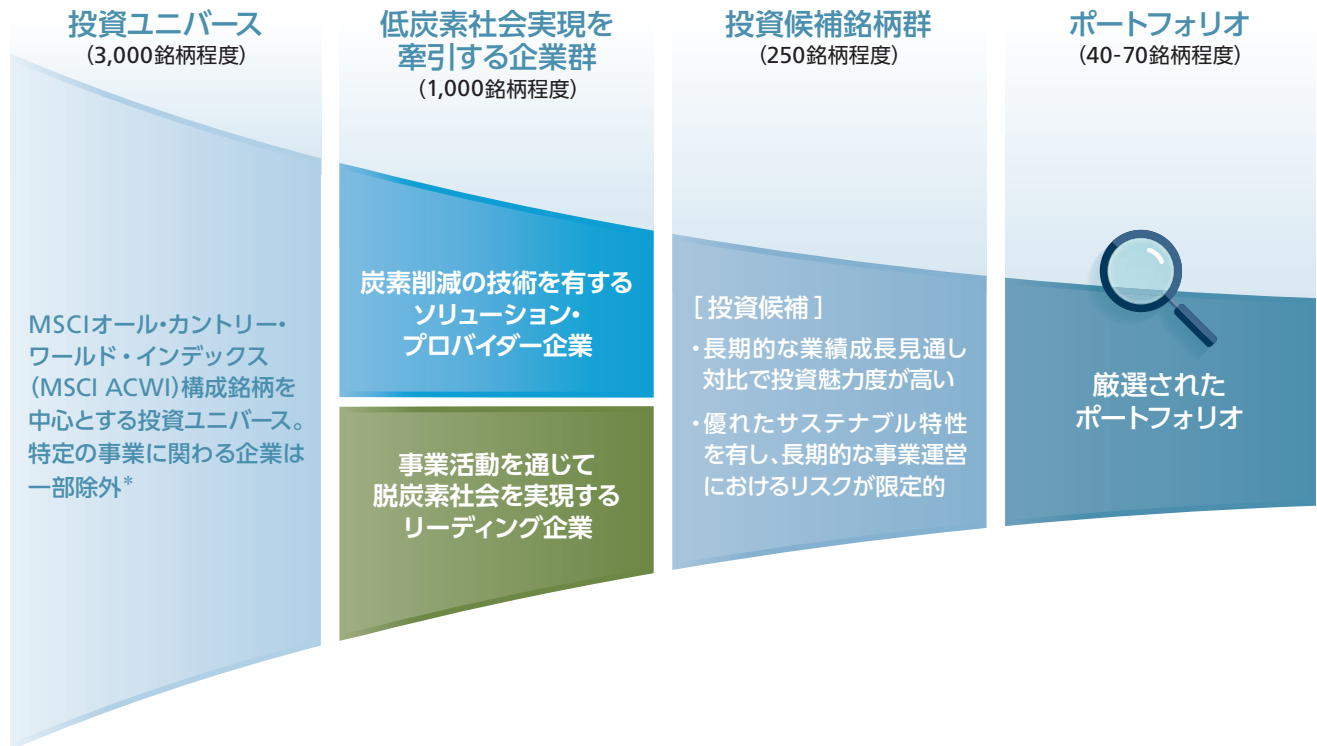 投資ユニバース
(3,000銘柄程度)
MSCIオール・カントリー・
ワールド・インデックス
(MSCI ACWI)構成銘柄を
中心とする投資ユニバース。
特定の事業に関わる企業は
一部除外*
低炭素社会実現を
牽引する企業群
(1,000銘柄程度)
炭素削減の技術を有する
ソリューション・
プロバイダー企業
事業活動を通じて
脱炭素社会を実現する
リーディング企業
投資候補銘柄群
(250銘柄程度)
[投資候補]
・長期的な業績成長見通し
対比で投資魅力度が高い
・優れたサステナブル特性
を有し、長期的な事業運営
におけるリスクが限定的
ポートフォリオ
(40-70銘柄程度)
厳選された
ポートフォリオ